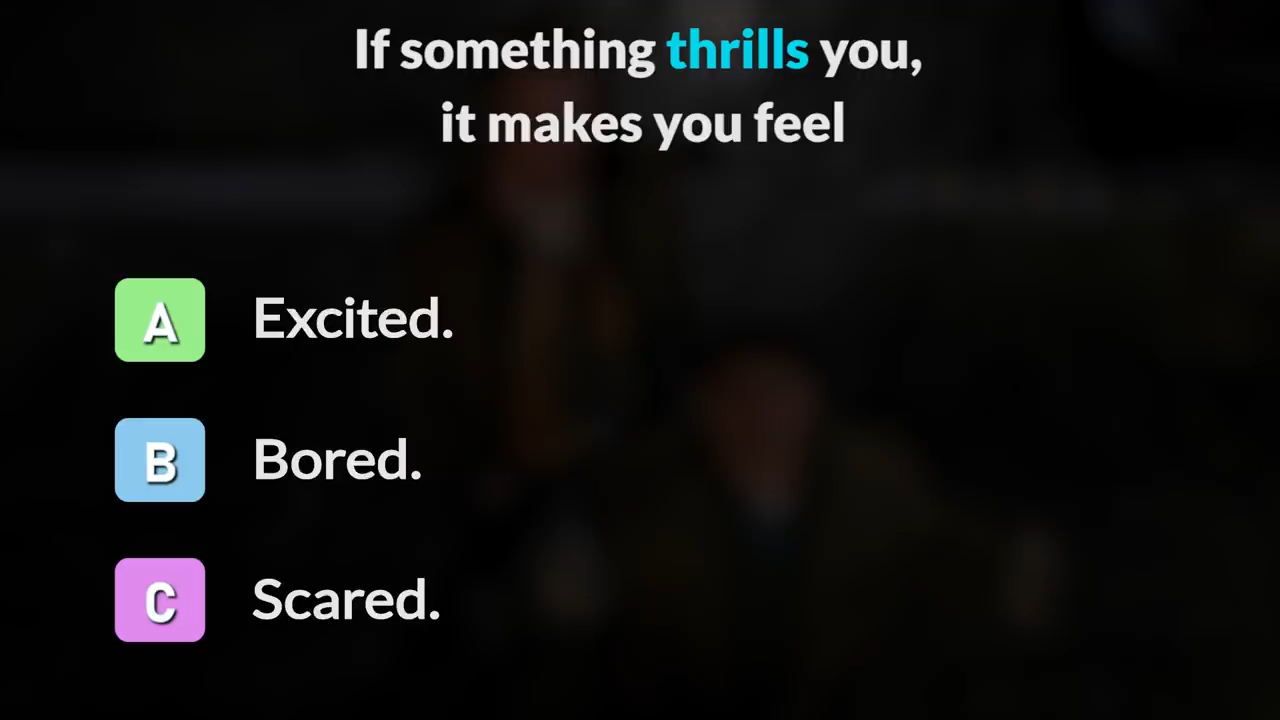 If something thrills you,
it makes you feel
A Excited.
B Bored.
C Scared.